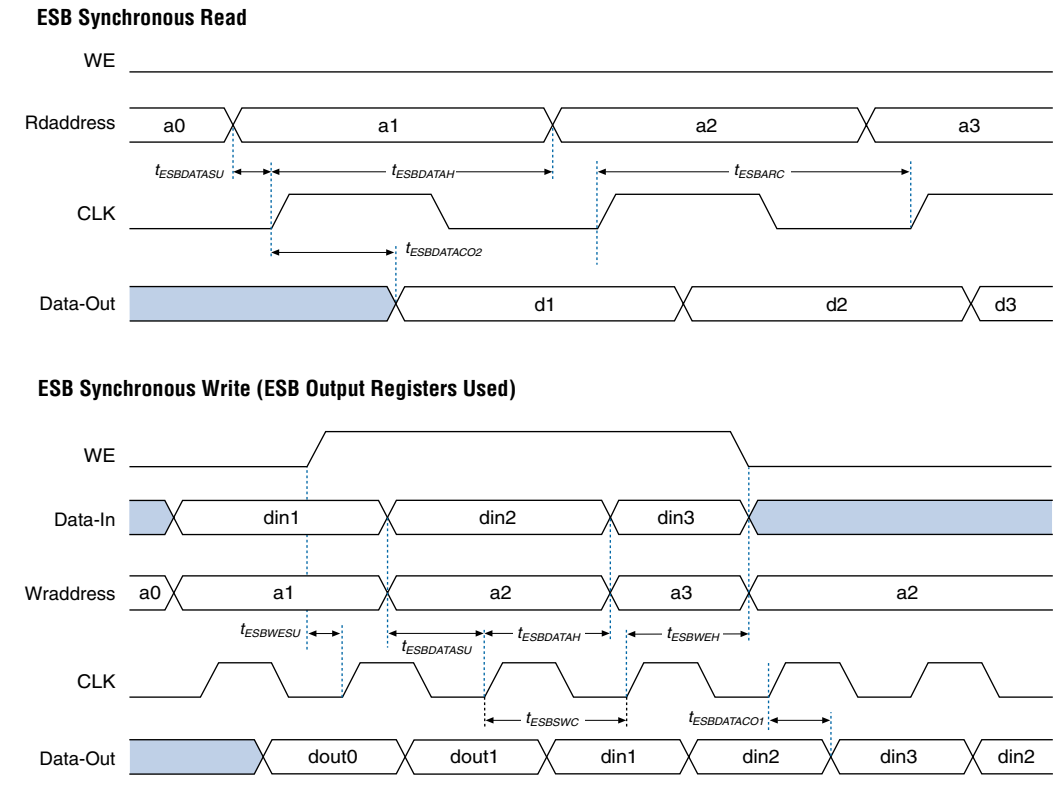 ESB Synchronous Read
WE
Rdaddress a0 a1 a2 a3
tESBDATASU tESBDATAH tESBARC
CLK
tESBDATACO2
Data-Out d1 d2 d3
ESB Synchronous Write (ESB Output Registers Used)
WE
Data-In din1 din2 din3
Wraddress a0 a1 a2 a3 a2
tESBWESU tESBDATASU tESBDATAH tESBWEH
CLK
tESBSWC tESBDATACO1
Data-Out dout0 dout1 din1 din2 din3 din2